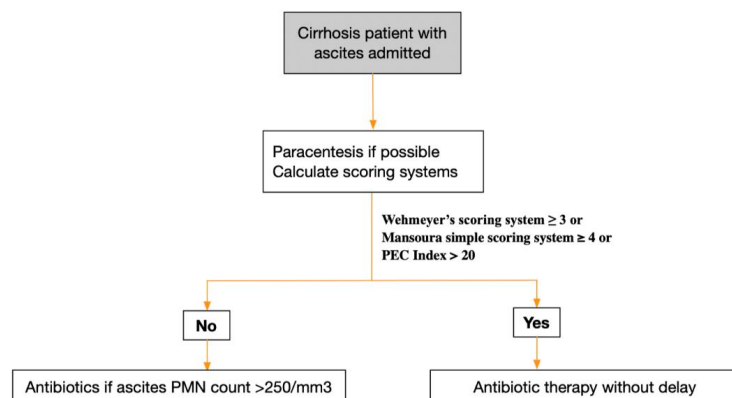 Cirrhosis patient with
ascites admitted
Paracentesis if possible
Calculate scoring systems
Wehmeyer’s scoring system ≥ 3 or
Mansoura simple scoring system ≥ 4 or
PEC Index > 20
No
Yes
Antibiotics if ascites PMN count >250/mm3
Antibiotic therapy without delay